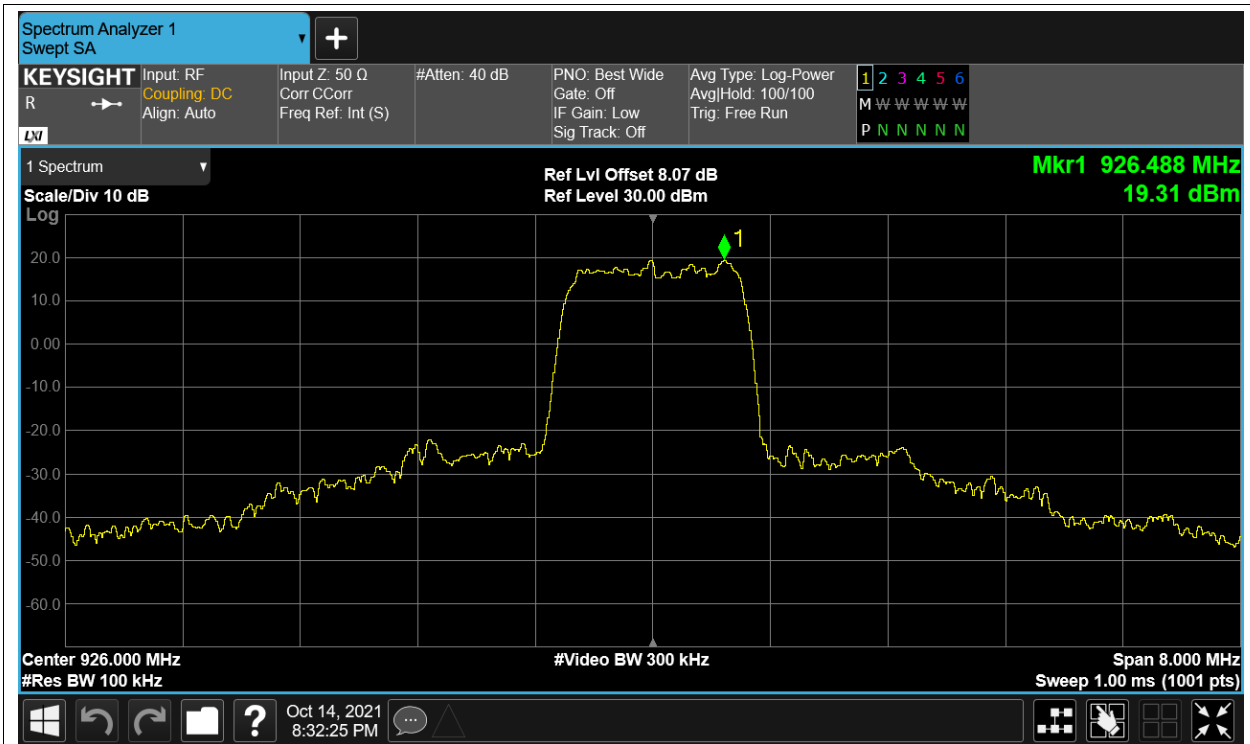 Spectrum Analyzer 1
Swept SA
KEYSIGHT
R
LXI
Input: RF
Coupling: DC
Align: Auto
Input Z: 50 Ω
Corr CCorr
Freq Ref: Int (S)
#Atten: 40 dB
PNO: Best Wide
Gate: Off
IF Gain: Low
Sig Track: Off
Avg Type: Log-Power
Avg|Hold: 100/100
Trig: Free Run
1 2 3 4 5 6
M W W W W W
P N N N N N
1 Spectrum
Scale/Div 10 dB
Log
Ref Lvl Offset 8.07 dB
Ref Level 30.00 dBm
Mkr1 926.488 MHz
19.31 dBm
1
20.0
10.0
0.00
-10.0
-20.0
-30.0
-40.0
-50.0
-60.0
Center 926.000 MHz
#Res BW 100 kHz
#Video BW 300 kHz
Span 8.000 MHz
Sweep 1.00 ms (1001 pts)
?
Oct 14, 2021
8:32:25 PM